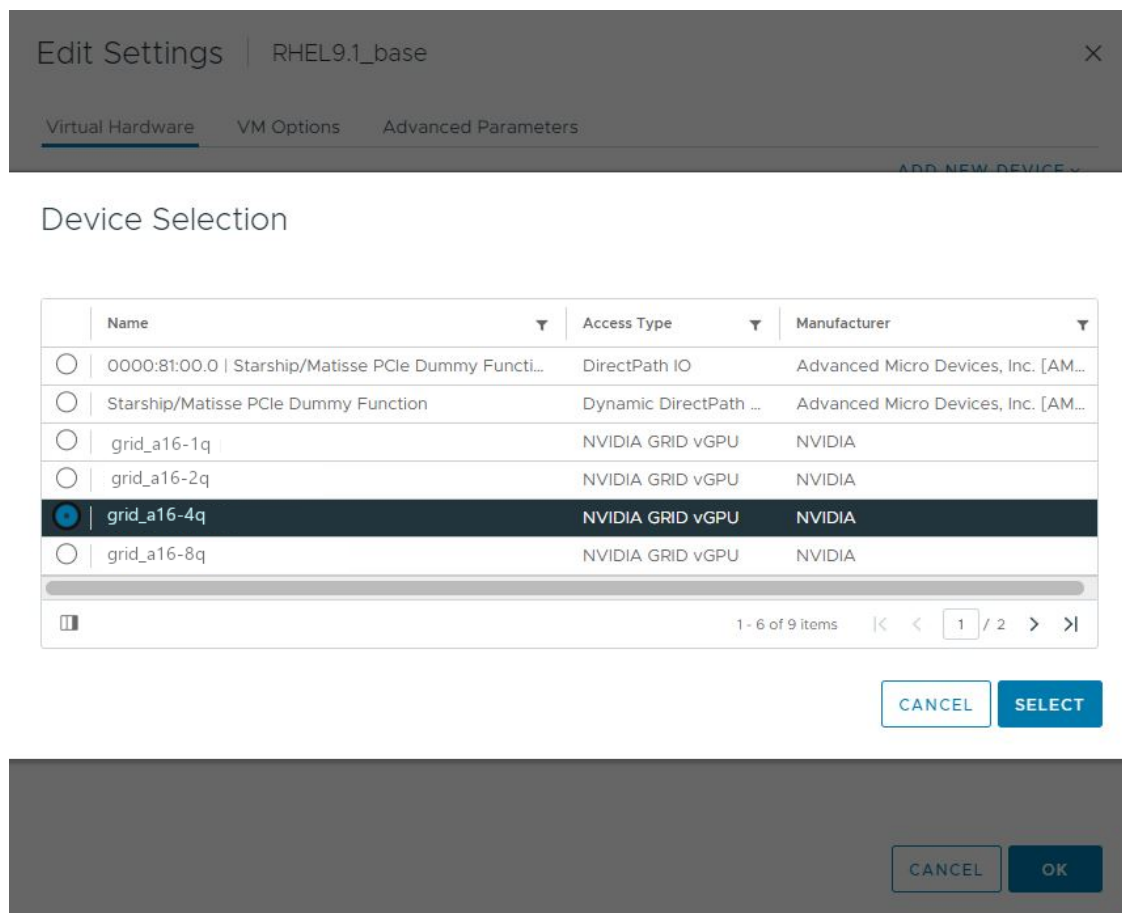 Edit Settings RHEL9.1_base
Virtual Hardware VM Options Advanced Parameters
ADD NEW DEVICE
Device Selection
Name Access Type Manufacturer
0000:81:00.0 | Starship/Matisse PCIe Dummy Functi... DirectPath IO Advanced Micro Devices, Inc. [AM...
Starship/Matisse PCIe Dummy Function Dynamic DirectPath ... Advanced Micro Devices, Inc. [AM...
grid_a16-1q NVIDIA GRID vGPU NVIDIA
grid_a16-2q NVIDIA GRID vGPU NVIDIA
grid_a16-4q NVIDIA GRID vGPU NVIDIA
grid_a16-8q NVIDIA GRID vGPU NVIDIA
1 - 6 of 9 items 1 / 2
CANCEL SELECT
CANCEL OK